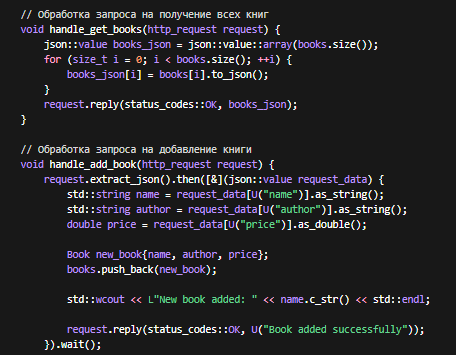 // Обработка запроса на получение всех книг
void handle_get_books(http_request request) {
    json::value books_json = json::value::array(books.size());
    for (size_t i = 0; i < books.size(); ++i) {
        books_json[i] = books[i].to_json();
    }
    request.reply(status_codes::OK, books_json);
}

// Обработка запроса на добавление книги
void handle_add_book(http_request request) {
    request.extract_json().then([&](json::value request_data) {
        std::string name = request_data[U("name")].as_string();
        std::string author = request_data[U("author")].as_string();
        double price = request_data[U("price")].as_double();

        Book new_book{name, author, price};
        books.push_back(new_book);

        std::wcout << L"New book added: " << name.c_str() << std::endl;

        request.reply(status_codes::OK, U("Book added successfully"));
    }).wait();